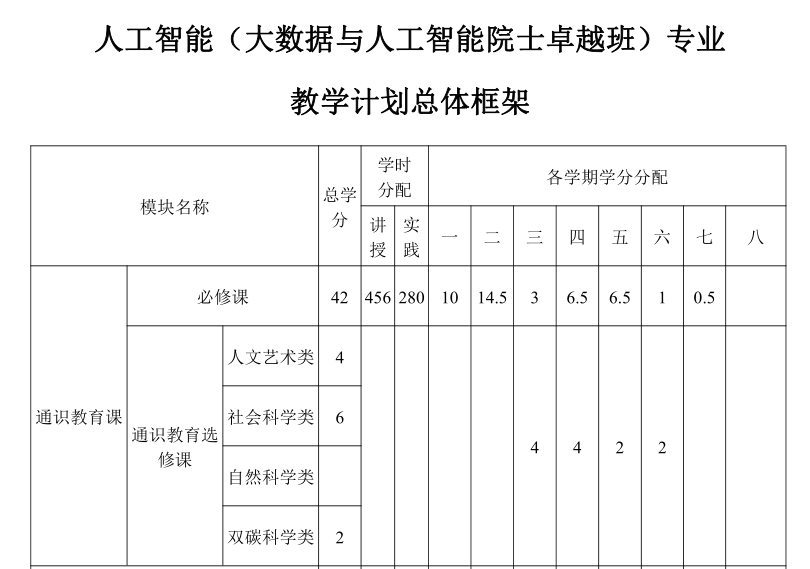 人工智能（大数据与人工智能院士卓越班）专业
教学计划总体框架
模块名称
总学
分
学时
分配
各学期学分分配
讲
授
实
践
一
二
三
四
五
六
七
八
通识教育课
必修课
42
456
280
10
14.5
3
6.5
6.5
1
0.5
通识教育选
修课
人文艺术类
4
社会科学类
6
自然科学类
双碳科学类
2
4
4
2
2